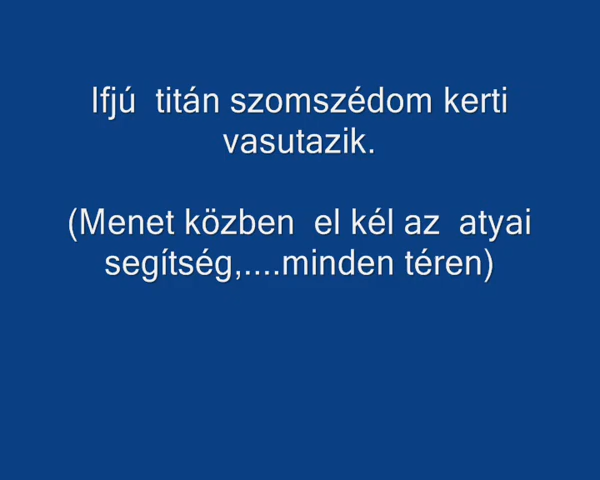 Ifjú  titán szomszédom kerti
vasutazik.
(Menet közben  el kél az  atyai
segítség,....minden téren)